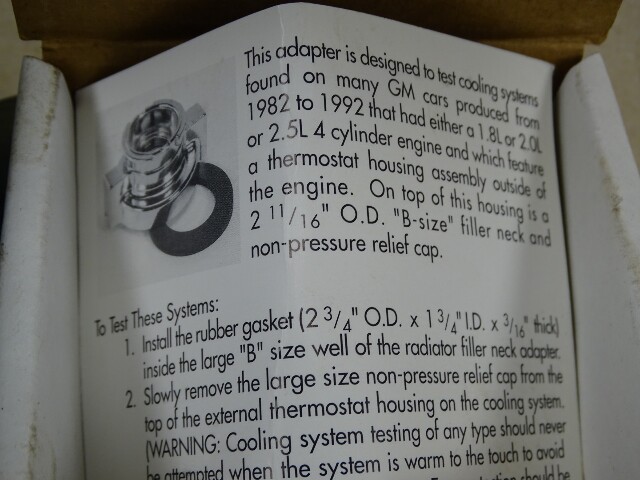 This adapter is designed to test cooling systems
found on many GM cars produced from
1982 to 1992 that had either a 1.8L or 2.0L
or 2.5L 4 cylinder engine and which feature
a thermostat housing assembly outside of
the engine. On top of this housing is a
2 11/16" O.D. "B-size" filler neck and
non-pressure relief cap.
To Test These Systems:
1. Install the rubber gasket (2 3/4" O.D. x 1 3/4" I.D. x 3/16" thick)
inside the large "B" size well of the radiator filler neck adapter.
2. Slowly remove the large size non-pressure relief cap from the
top of the external thermostat housing on the cooling system.
(WARNING: Cooling system testing of any type should never
be attempted when the system is warm to the touch to avoid
should be